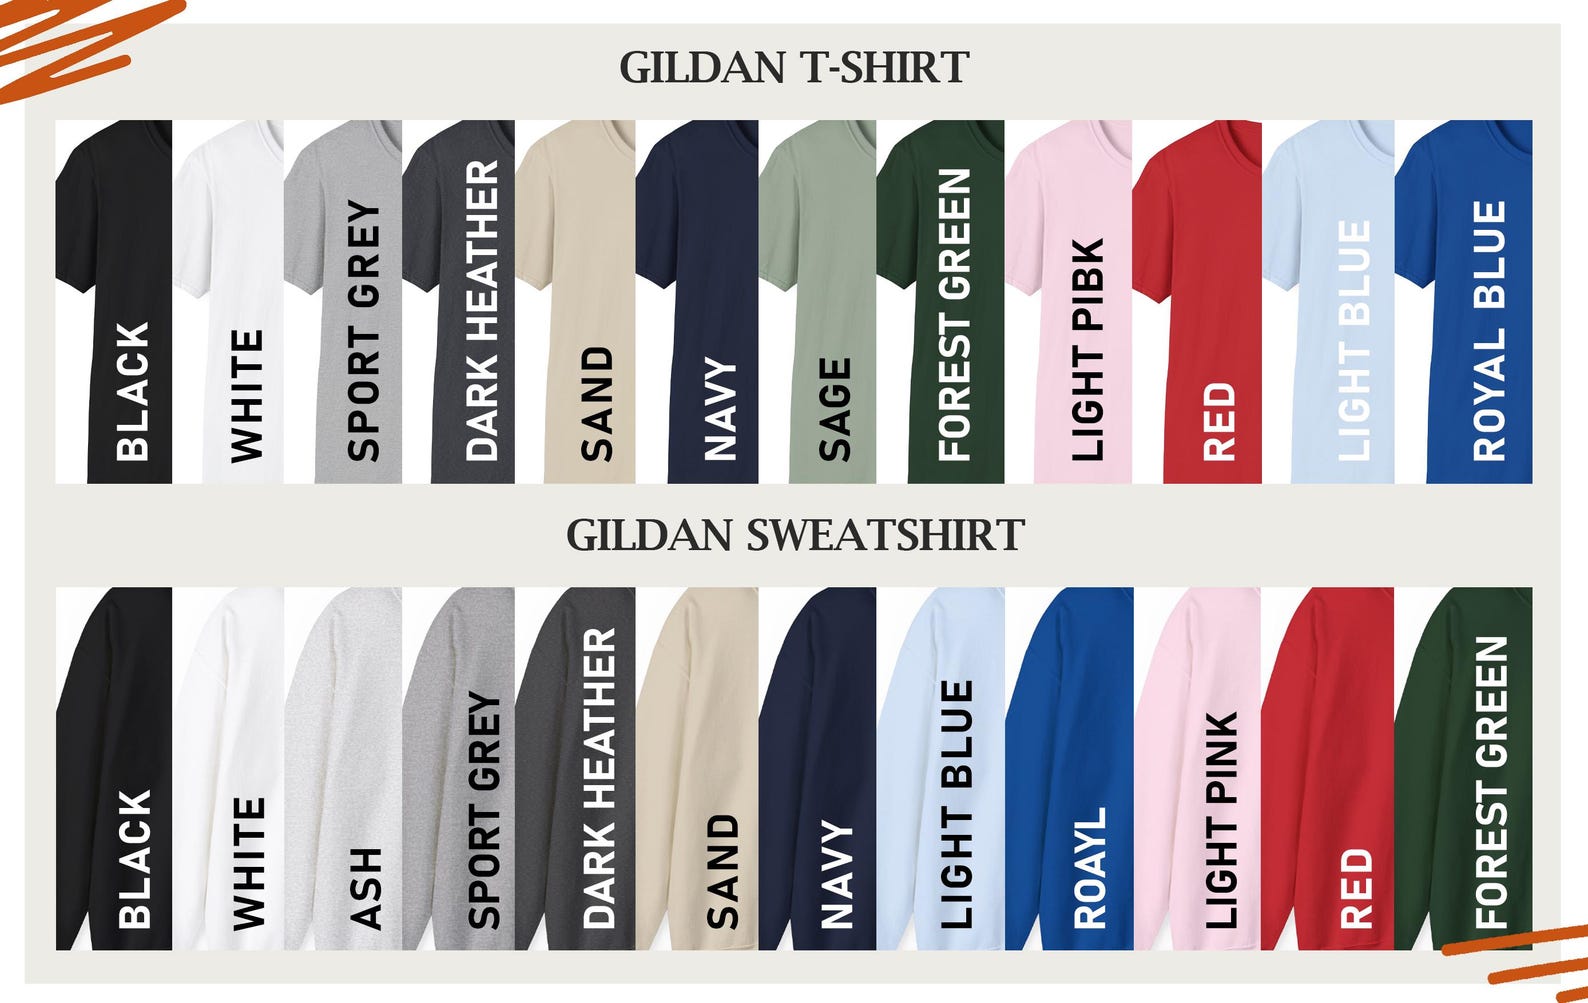 GILDAN T-SHIRT
BLACK
WHITE
SPORT GREY
DARK HEATHER
SAND
NAVY
SAGE
FOREST GREEN
LIGHT PIBK
RED
LIGHT BLUE
ROYAL BLUE
GILDAN SWEATSHIRT
BLACK
WHITE
ASH
SPORT GREY
DARK HEATHER
SAND
NAVY
LIGHT BLUE
ROAYL
LIGHT PINK
RED
FOREST GREEN